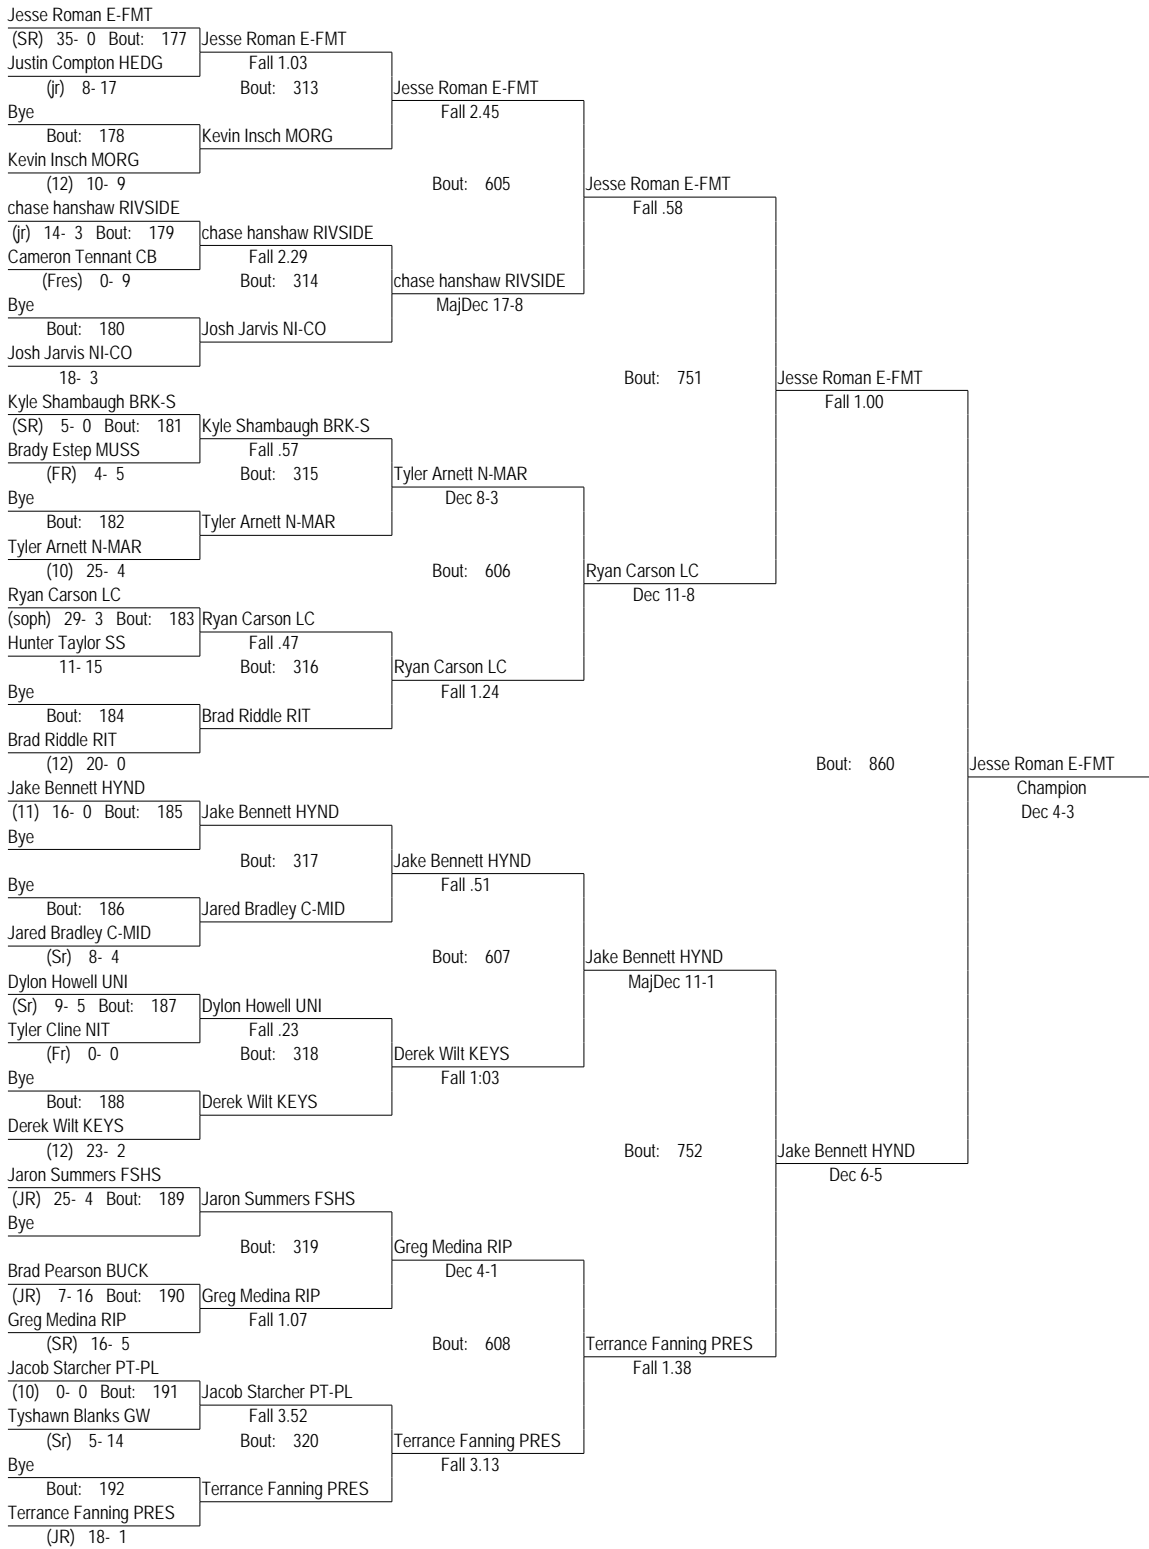 Jesse Roman E-FMT
(SR) 35- 0 Bout: 177 Jesse Roman E-FMT
Justin Compton HEDG Fall 1.03
(jr) 8- 17 Bout: 313 Jesse Roman E-FMT
Bye Fall 2.45
Bout: 178 Kevin Insch MORG
Kevin Insch MORG
(12) 10- 9 Bout: 605 Jesse Roman E-FMT
chase hanshaw RIVSIDE Fall .58
(jr) 14- 3 Bout: 179 chase hanshaw RIVSIDE
Cameron Tennant CB Fall 2.29
(Fres) 0- 9 Bout: 314 chase hanshaw RIVSIDE
Bye MajDec 17-8
Bout: 180 Josh Jarvis NI-CO
Josh Jarvis NI-CO
18- 3 Bout: 751 Jesse Roman E-FMT
Kyle Shambaugh BRK-S Fall 1.00
(SR) 5- 0 Bout: 181 Kyle Shambaugh BRK-S
Brady Estep MUSS Fall .57
(FR) 4- 5 Bout: 315 Tyler Arnett N-MAR
Bye Dec 8-3
Bout: 182 Tyler Arnett N-MAR
Tyler Arnett N-MAR
(10) 25- 4 Bout: 606 Ryan Carson LC
Ryan Carson LC Dec 11-8
(soph) 29- 3 Bout: 183 Ryan Carson LC
Hunter Taylor SS Fall .47
11- 15 Bout: 316 Ryan Carson LC
Bye Fall 1.24
Bout: 184 Brad Riddle RIT
Brad Riddle RIT
(12) 20- 0 Bout: 860 Jesse Roman E-FMT
Jake Bennett HYND Champion
(11) 16- 0 Bout: 185 Jake Bennett HYND Dec 4-3
Bye
Bout: 317 Jake Bennett HYND
Bye Fall .51
Bout: 186 Jared Bradley C-MID
Jared Bradley C-MID
(Sr) 8- 4 Bout: 607 Jake Bennett HYND
Dylon Howell UNI MajDec 11-1
(Sr) 9- 5 Bout: 187 Dylon Howell UNI
Tyler Cline NIT Fall .23
(Fr) 0- 0 Bout: 318 Derek Wilt KEYS
Bye Fall 1:03
Bout: 188 Derek Wilt KEYS
Derek Wilt KEYS
(12) 23- 2 Bout: 752 Jake Bennett HYND
Jaron Summers FSHS Dec 6-5
(JR) 25- 4 Bout: 189 Jaron Summers FSHS
Bye
Bout: 319 Greg Medina RIP
Brad Pearson BUCK Dec 4-1
(JR) 7- 16 Bout: 190 Greg Medina RIP
Greg Medina RIP Fall 1.07
(SR) 16- 5 Bout: 608 Terrance Fanning PRES
Jacob Starcher PT-PL Fall 1.38
(10) 0- 0 Bout: 191 Jacob Starcher PT-PL
Tyshawn Blanks GW Fall 3.52
(Sr) 5- 14 Bout: 320 Terrance Fanning PRES
Bye Fall 3.13
Bout: 192 Terrance Fanning PRES
Terrance Fanning PRES
(JR) 18- 1